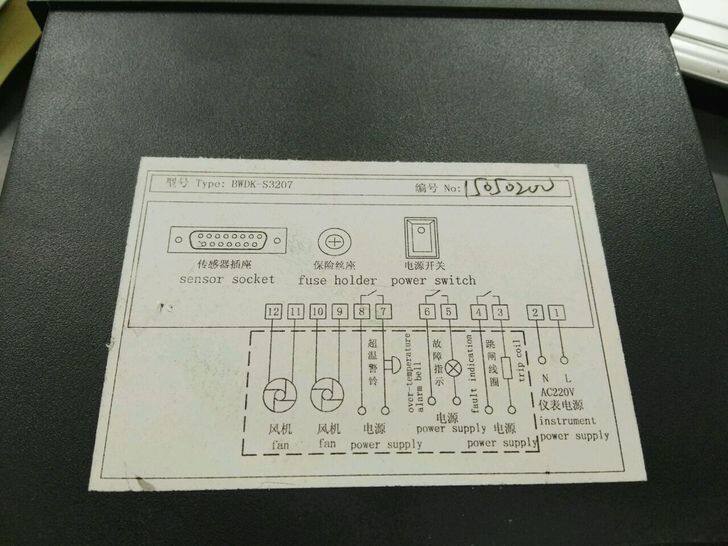 型号 Type: BWDK-S3207
编号 No: 15050200
传感器插座
sensor socket
保险丝座
fuse holder
电源开关
power switch
12 11 10 9 8 7 6 5 4 3 2 1
超温警铃
over-temperature
alarm bell
故障指示
fault indication
跳闸线圈
trip coil
N L
AC220V
仪表电源
instrument
power supply
风机
fan
风机
fan
电源
power supply
电源
power supply
电源
power supply